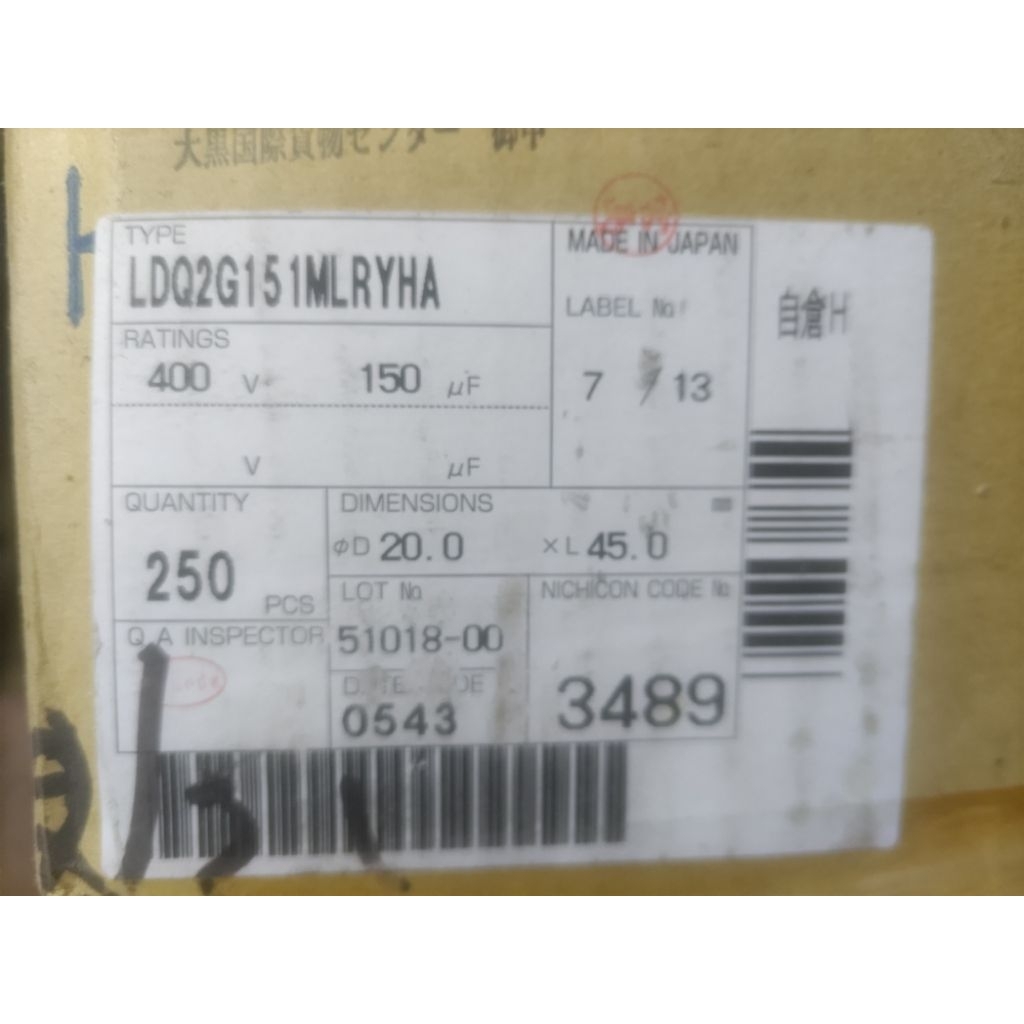 大黒国際貨物センター 御中
TYPE
LDQ2G151MLRYHA
MADE IN JAPAN
LABEL No
7 / 13
自倉H
RATINGS
400 V 150 μF
V μF
QUANTITY
250 PCS
DIMENSIONS
φD 20.0 ×L 45.0
LOT No
51018-00
NICHICON CODE No
3489
Q.A INSPECTOR
0543